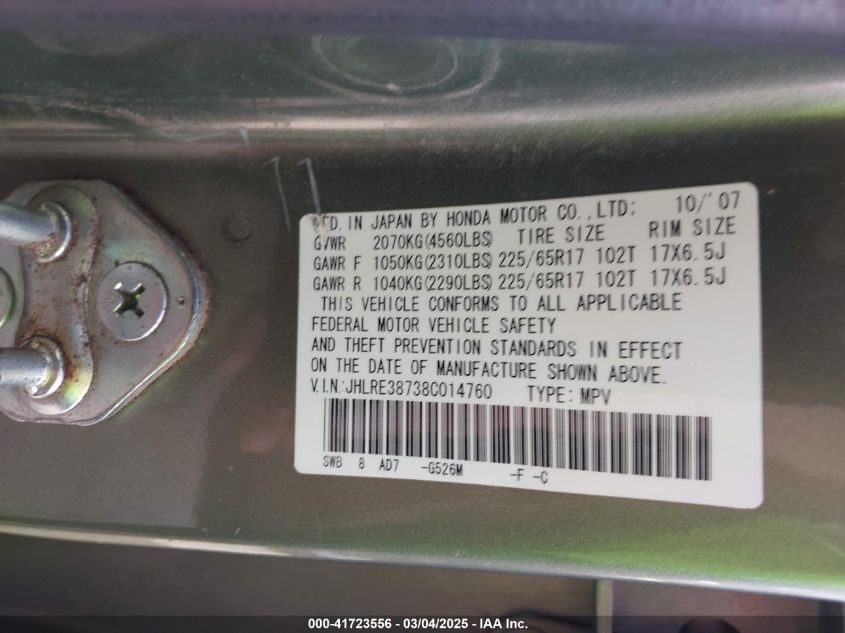 11
MFD. IN JAPAN BY HONDA MOTOR CO., LTD; 10/'07
GVWR 2070KG(4560LBS) TIRE SIZE RIM SIZE
GAWR F 1050KG(2310LBS) 225/65R17 102T 17X6.5J
GAWR R 1040KG(2290LBS) 225/65R17 102T 17X6.5J
THIS VEHICLE CONFORMS TO ALL APPLICABLE
FEDERAL MOTOR VEHICLE SAFETY
AND THEFT PREVENTION STANDARDS IN EFFECT
ON THE DATE OF MANUFACTURE SHOWN ABOVE.
V.I.N:JHLRE38738C014760 TYPE: MPV
SWB 8 AD7 -G526M -F -C
000-41723556 - 03/04/2025 - IAA Inc.